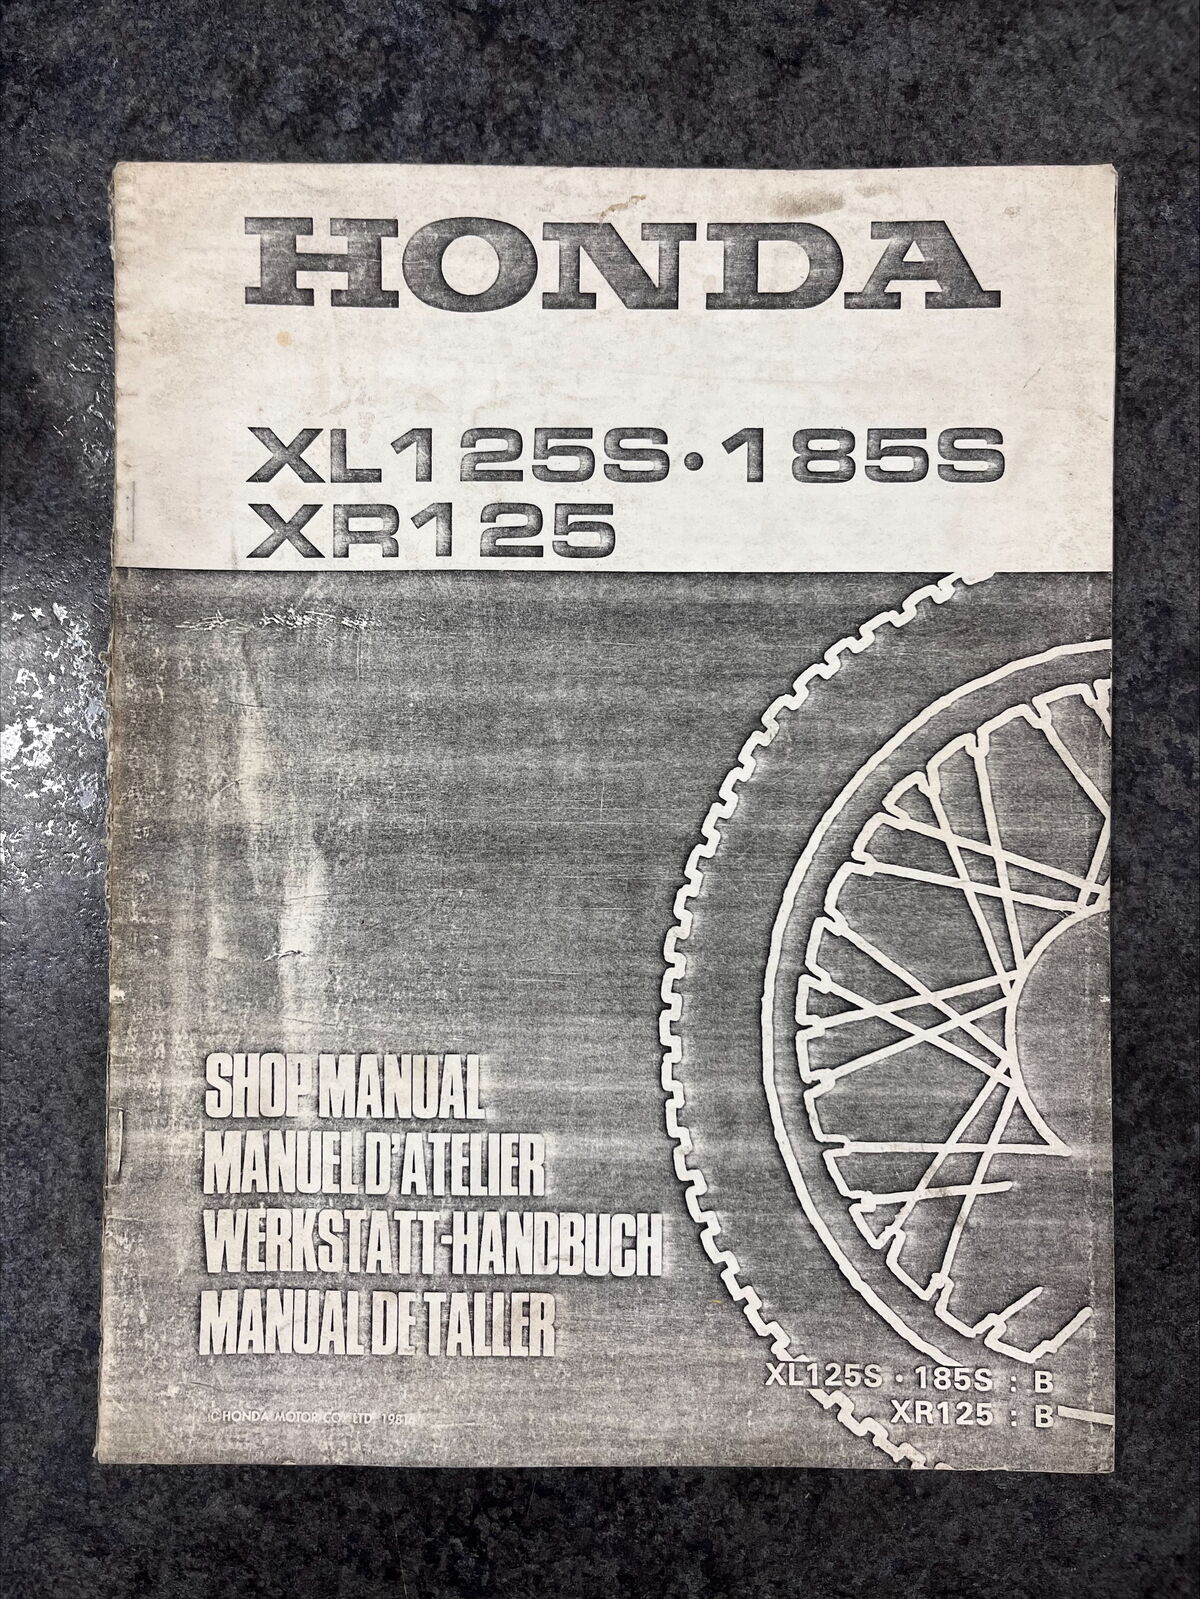 HONDA
XL125S·185S
XR125
SHOP MANUAL
MANUEL D'ATELIER
WERKSTATT-HANDBUCH
MANUAL DE TALLER
XL125S · 185S : B
XR125 : B
© HONDA MOTOR CO., LTD. 1981